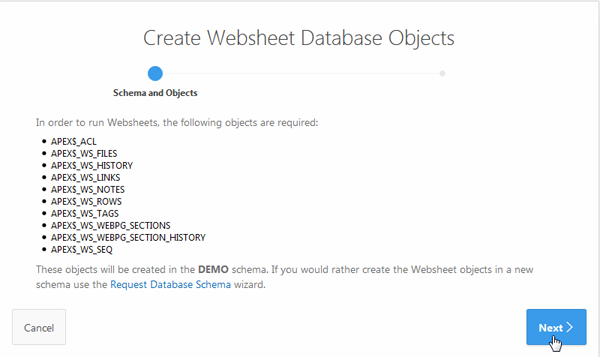 Create Websheet Database Objects
Schema and Objects
In order to run Websheets, the following objects are required:
• APEX$_ACL
• APEX$_WS_FILES
• APEX$_WS_HISTORY
• APEX$_WS_LINKS
• APEX$_WS_NOTES
• APEX$_WS_ROWS
• APEX$_WS_TAGS
• APEX$_WS_WEBPG_SECTIONS
• APEX$_WS_WEBPG_SECTION_HISTORY
• APEX$_WS_SEQ
These objects will be created in the DEMO schema. If you would rather create the Websheet objects in a new
schema use the Request Database Schema wizard.
Cancel
Next >